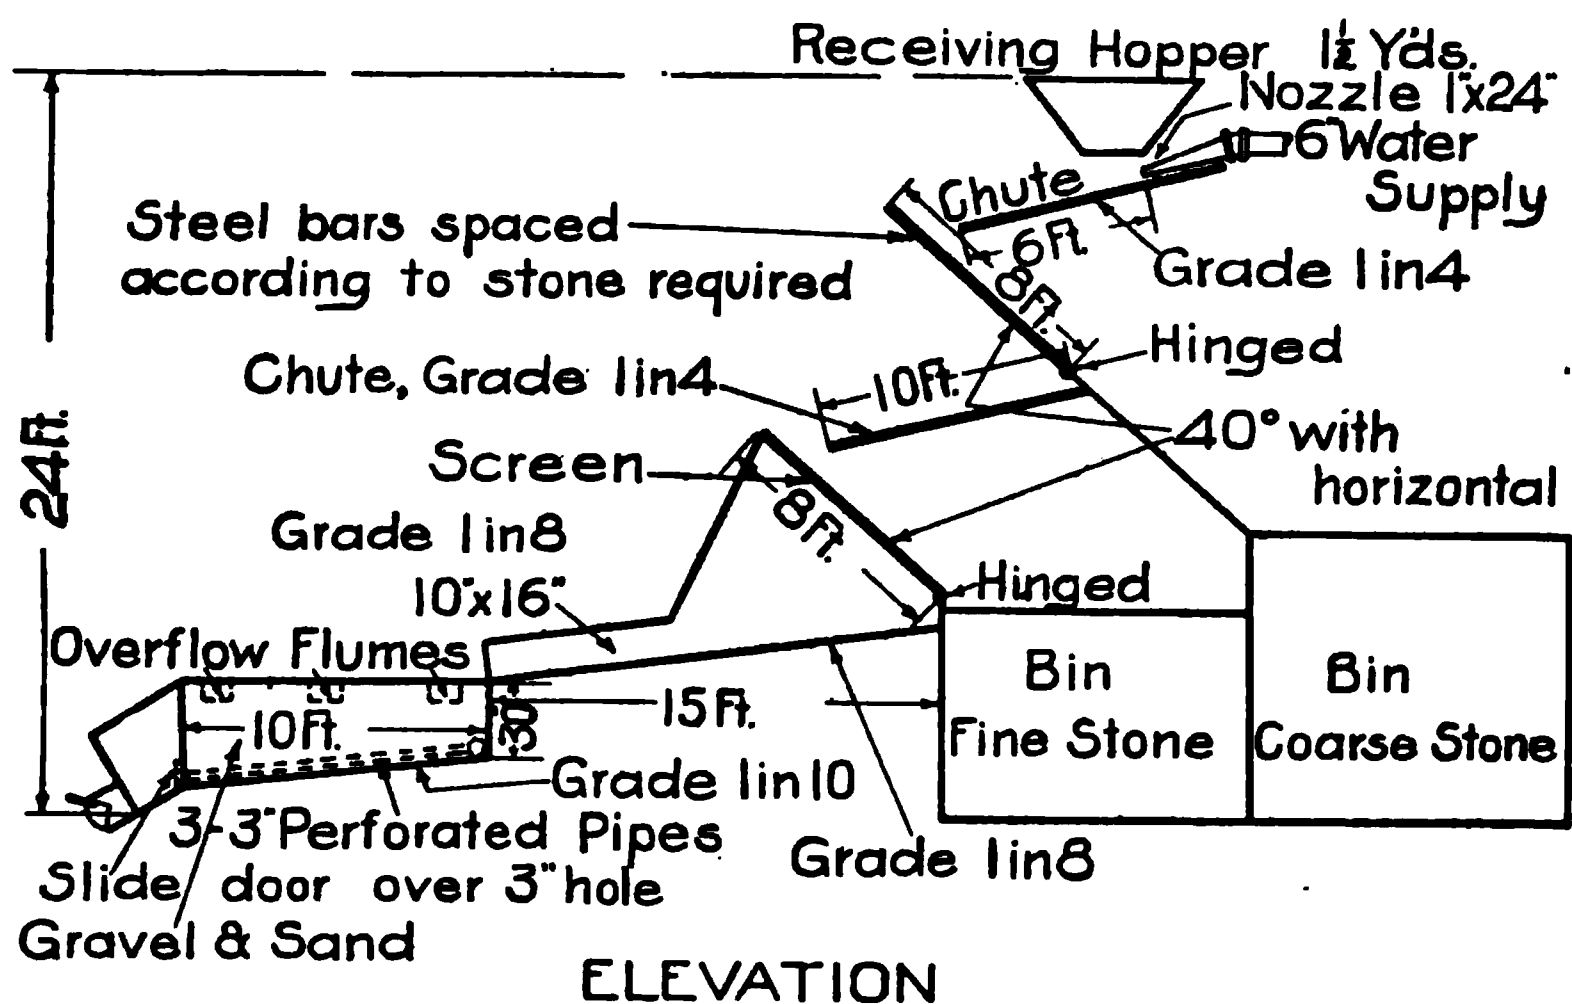 Receiving Hopper 1½ Yds.
Nozzle 1"x24"
6" Water
Supply
Chute
6 Ft.
Grade 1 in 4
Steel bars spaced
according to stone required
8 Ft.
Hinged
Chute, Grade 1 in 4
10 Ft.
40° with
horizontal
24 Ft.
Screen
8 Ft.
Grade 1 in 8
10"x16"
Hinged
Overflow Flumes
10 Ft.
30"
15 Ft.
Bin
Fine Stone
Bin
Coarse Stone
Grade 1 in 10
3-3" Perforated Pipes
Grade 1 in 8
Slide door over 3" hole
Gravel & Sand
ELEVATION